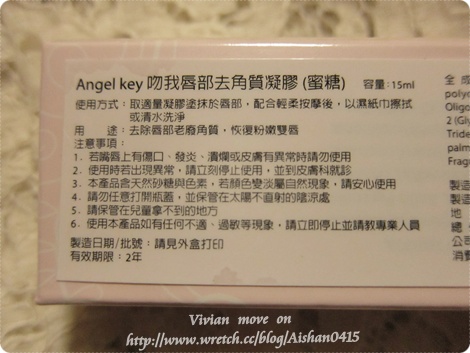 Angel key 吻我唇部去角質凝膠 (蜜糖) 容量:15ml
使用方式:取適量凝膠塗抹於唇部,配合輕柔按摩後,以濕紙巾擦拭
或清水洗淨
用 途:去除唇部老廢角質,恢復粉嫩雙唇
注意事項:
1. 若嘴唇上有傷口、發炎、潰爛或皮膚有異常時請勿使用
2. 使用時若出現異常,請立刻停止使用,並到皮膚科就診
3. 本產品含天然砂糖與色素,若顏色變淡屬自然現象,請安心使用
4. 請勿任意打開瓶蓋,並保管在太陽不直射的陰涼處
5. 請保管在兒童拿不到的地方
6. 使用本產品如有任何不適、過敏等現象,請立即停止並請教專業人員
製造日期/批號:請見外盒打印
有效期限:2年
全 成
polyc
Oligo
2 (Gly
Tride
palm
Fragr
製造
地
總
公司
消費
Vivian move on
http://www.wretch.cc/blog/Aishan0415